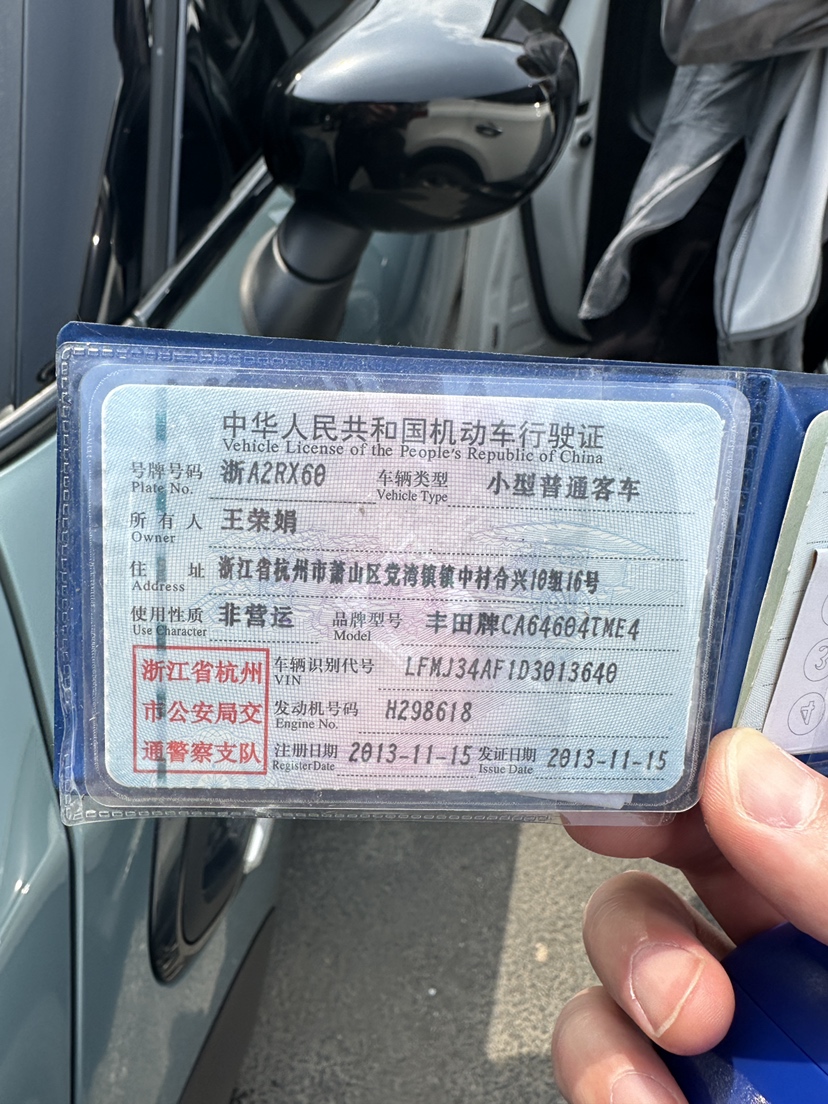 中华人民共和国机动车行驶证
Vehicle License of the People's Republic of China
号牌号码 浙A2RX60 车辆类型 小型普通客车
Plate No. Vehicle Type
所有人 王荣娟
Owner
住址 浙江省杭州市萧山区党湾镇镇中村合兴10组16号
Address
使用性质 非营运 品牌型号 丰田牌CA64604TME4
Use Character Model
浙江省杭州 车辆识别代号 LFMJ34AF1D3013640
VIN
市公安局交 发动机号码 H298618
Engine No.
通警察支队 注册日期 2013-11-15 发证日期 2013-11-15
Register Date Issue Date
3
4